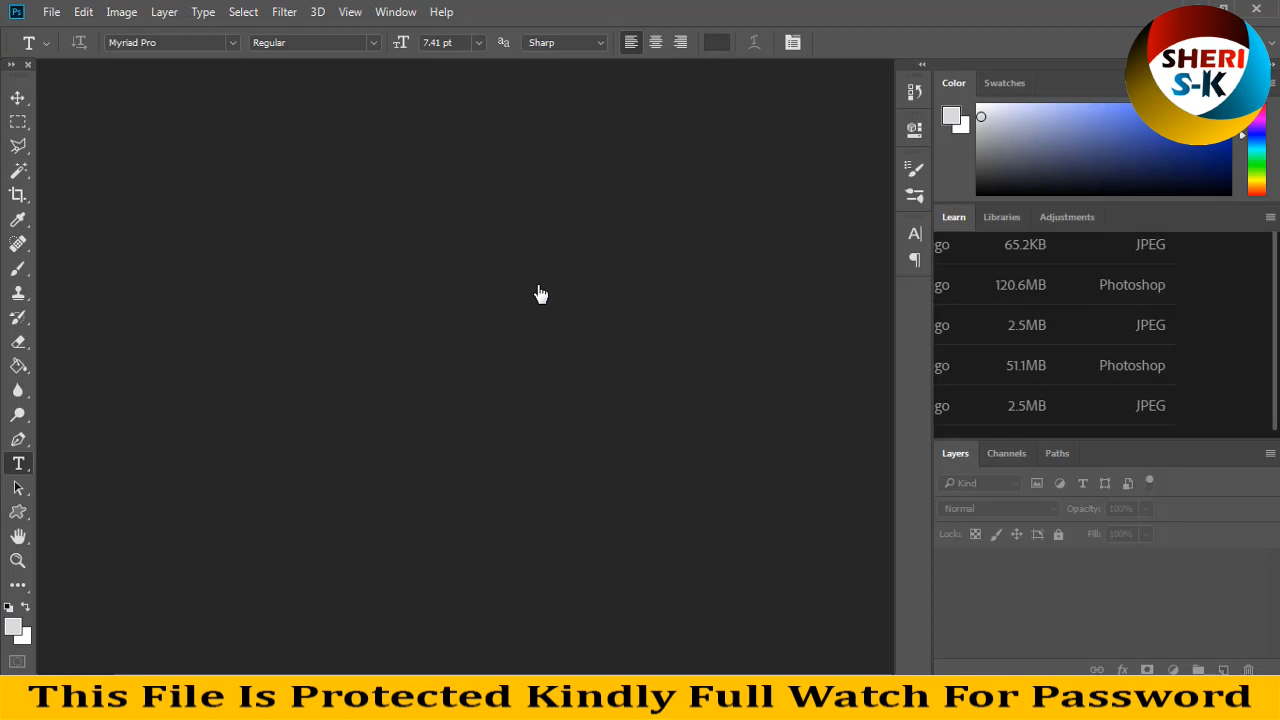 Ps File Edit Image Layer Type Select Filter 3D View Window Help
T Myriad Pro Regular 7.41 pt aa Sharp
SHERI
S-K
Color Swatches
Learn Libraries Adjustments
go 65.2KB JPEG
go 120.6MB Photoshop
go 2.5MB JPEG
go 51.1MB Photoshop
go 2.5MB JPEG
Layers Channels Paths
Kind
Normal Opacity: 100%
Lock: Fill: 100%
This File Is Protected Kindly Full Watch For Password